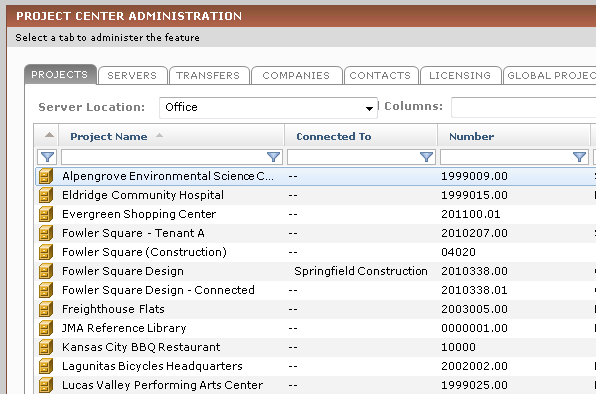 PROJECT CENTER ADMINISTRATION
Select a tab to administer the feature
PROJECTS SERVERS TRANSFERS COMPANIES CONTACTS LICENSING GLOBAL PROJEC
Server Location: Office Columns:
Project Name Connected To Number
Alpengrove Environmental Science C... -- 1999009.00
Eldridge Community Hospital -- 1999015.00
Evergreen Shopping Center -- 201100.01
Fowler Square - Tenant A -- 2010207.00
Fowler Square (Construction) -- 04020
Fowler Square Design Springfield Construction 2010338.00
Fowler Square Design - Connected -- 2010338.01
Freighthouse Flats -- 2003005.00
JMA Reference Library -- 0000001.00
Kansas City BBQ Restaurant -- 10000
Lagunitas Bicycles Headquarters -- 2002002.00
Lucas Valley Performing Arts Center -- 1999025.00